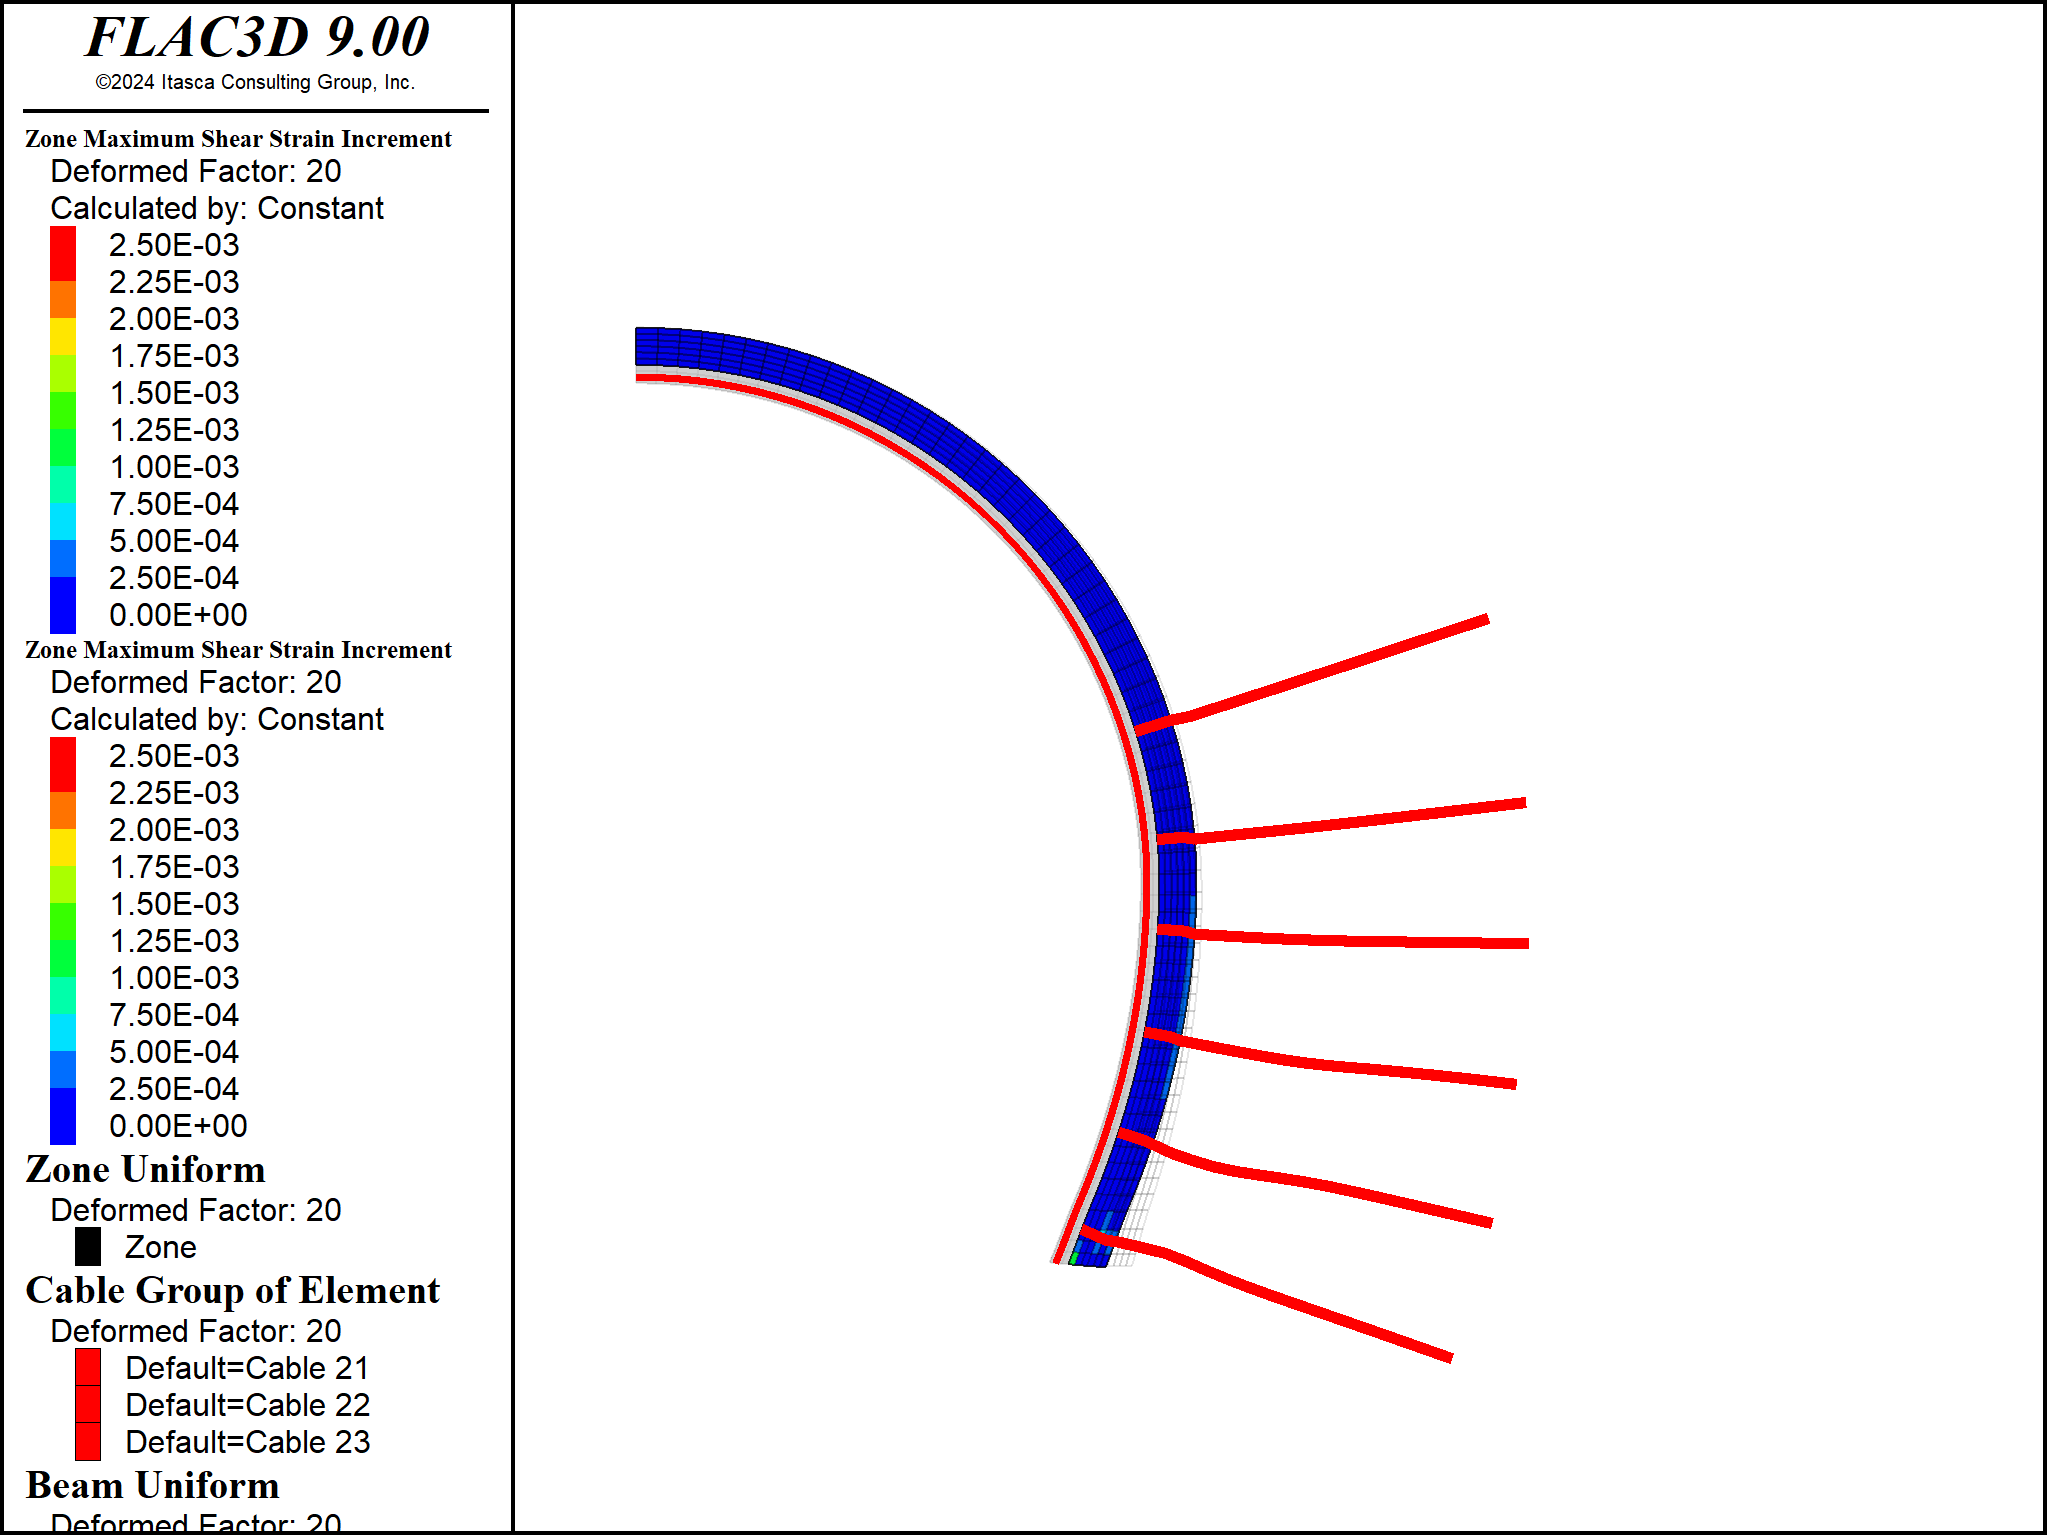 FLAC3D 9.00
©2024 Itasca Consulting Group, Inc.
Zone Maximum Shear Strain Increment
Deformed Factor: 20
Calculated by: Constant
2.50E-03
2.25E-03
2.00E-03
1.75E-03
1.50E-03
1.25E-03
1.00E-03
7.50E-04
5.00E-04
2.50E-04
0.00E+00
Zone Maximum Shear Strain Increment
Deformed Factor: 20
Calculated by: Constant
2.50E-03
2.25E-03
2.00E-03
1.75E-03
1.50E-03
1.25E-03
1.00E-03
7.50E-04
5.00E-04
2.50E-04
0.00E+00
Zone Uniform
Deformed Factor: 20
Zone
Cable Group of Element
Deformed Factor: 20
Default=Cable 21
Default=Cable 22
Default=Cable 23
Beam Uniform
Deformed Factor: 20